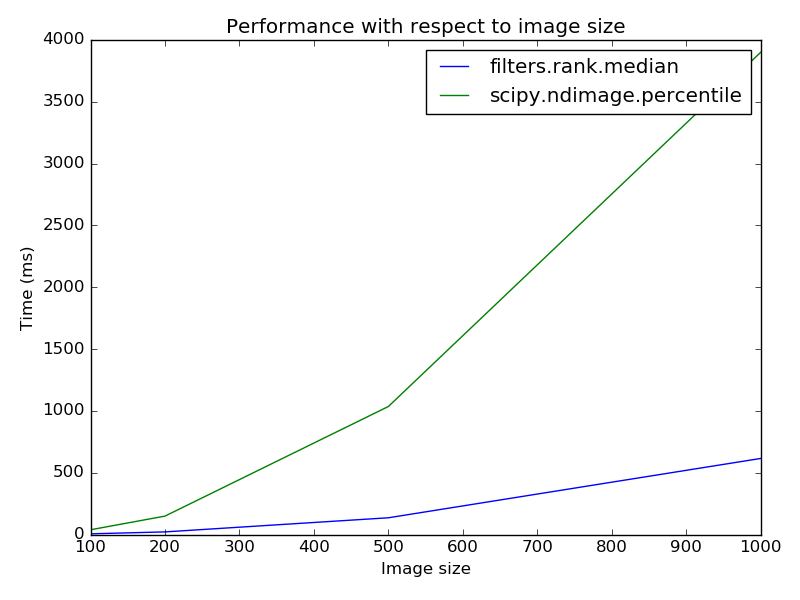 Performance with respect to image size
filters.rank.median
scipy.ndimage.percentile
4000
3500
3000
2500
2000
1500
1000
500
0
Time (ms)
100 200 300 400 500 600 700 800 900 1000
Image size